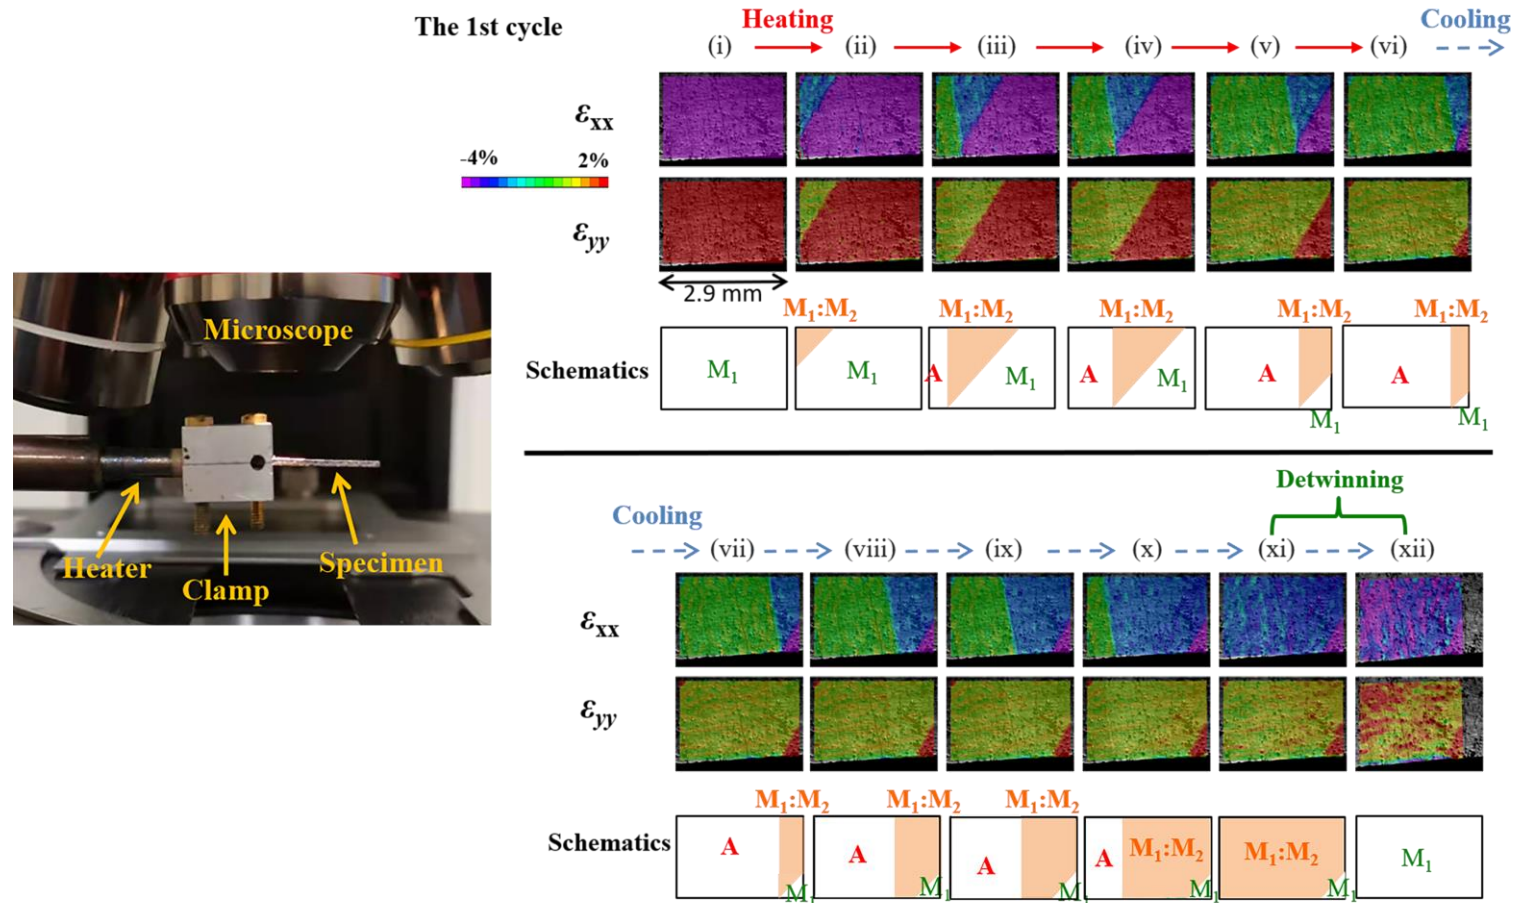 The 1st cycle
Heating
Cooling
(i) (ii) (iii) (iv) (v) (vi)
εxx
-4% 2%
εyy
2.9 mm
M1:M2 M1:M2 M1:M2 M1:M2 M1:M2
Schematics
M1 M1 A M1 A M1 A M1 A M1
Microscope
Heater
Clamp
Specimen
Detwinning
Cooling
(vii) (viii) (ix) (x) (xi) (xii)
εxx
εyy
M1:M2 M1:M2 M1:M2
Schematics
A M1 A M1 A M1 A M1:M2 M1 M1:M2 M1 M1